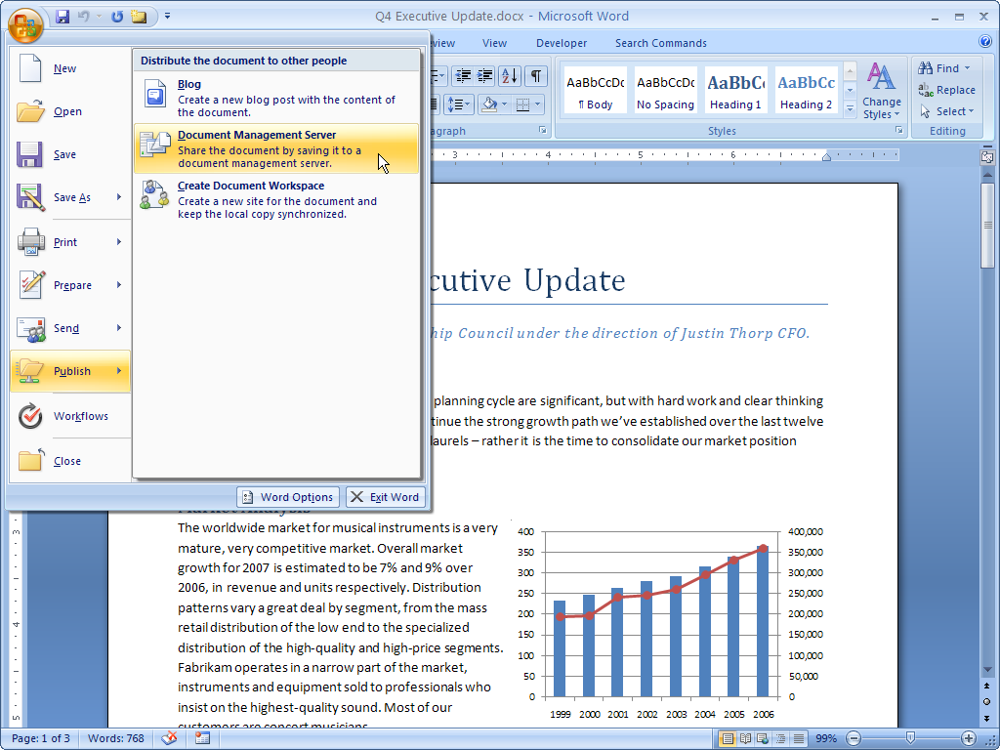 Q4 Executive Update.docx - Microsoft Word
View
Developer
Search Commands
New
Open
Save
Save As
Print
Prepare
Send
Publish
Workflows
Close
Distribute the document to other people
Blog
Create a new blog post with the content of
the document.
Document Management Server
Share the document by saving it to a
document management server.
Create Document Workspace
Create a new site for the document and
keep the local copy synchronized.
Word Options
Exit Word
AaBbCcDc
¶ Body
AaBbCcDc
No Spacing
AaBbC
Heading 1
AaBbCc
Heading 2
Change
Styles
Styles
Find
Replace
Select
Editing
3 4 5 6
cutive Update
hip Council under the direction of Justin Thorp CFO.
planning cycle are significant, but with hard work and clear thinking
tinue the strong growth path we've established over the last twelve
laurels – rather it is the time to consolidate our market position
Market Analysis
The worldwide market for musical instruments is a very
mature, very competitive market. Overall market
growth for 2007 is estimated to be 7% and 9% over
2006, in revenue and units respectively. Distribution
patterns vary a great deal by segment, from the mass
retail distribution of the low end to the specialized
distribution of the high-quality and high-price segments.
Fabrikam operates in a narrow part of the market,
instruments and equipment sold to professionals who
insist on the highest-quality sound. Most of our
customers are concert musicians
400 400,000
350 350,000
300 300,000
250 250,000
200 200,000
150 150,000
100 100,000
50 50,000
0 0
1999 2000 2001 2002 2003 2004 2005 2006
3
4
5
Page: 1 of 3
Words: 768
99%